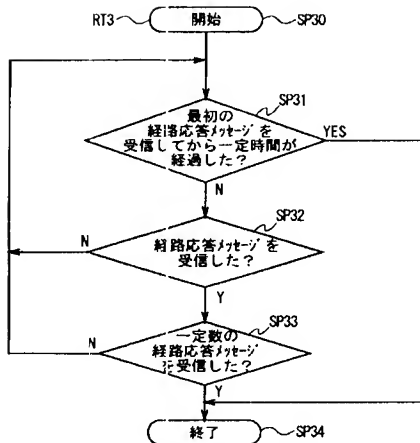 RT3
開始
SP30
SP31
最初の
経路応答メッセージを
受信してから一定時間が
経過した?
YES
N
SP32
経路応答メッセージを
受信した?
N
Y
SP33
一定数の
経路応答メッセージ
を受信した?
N
Y
終了
SP34